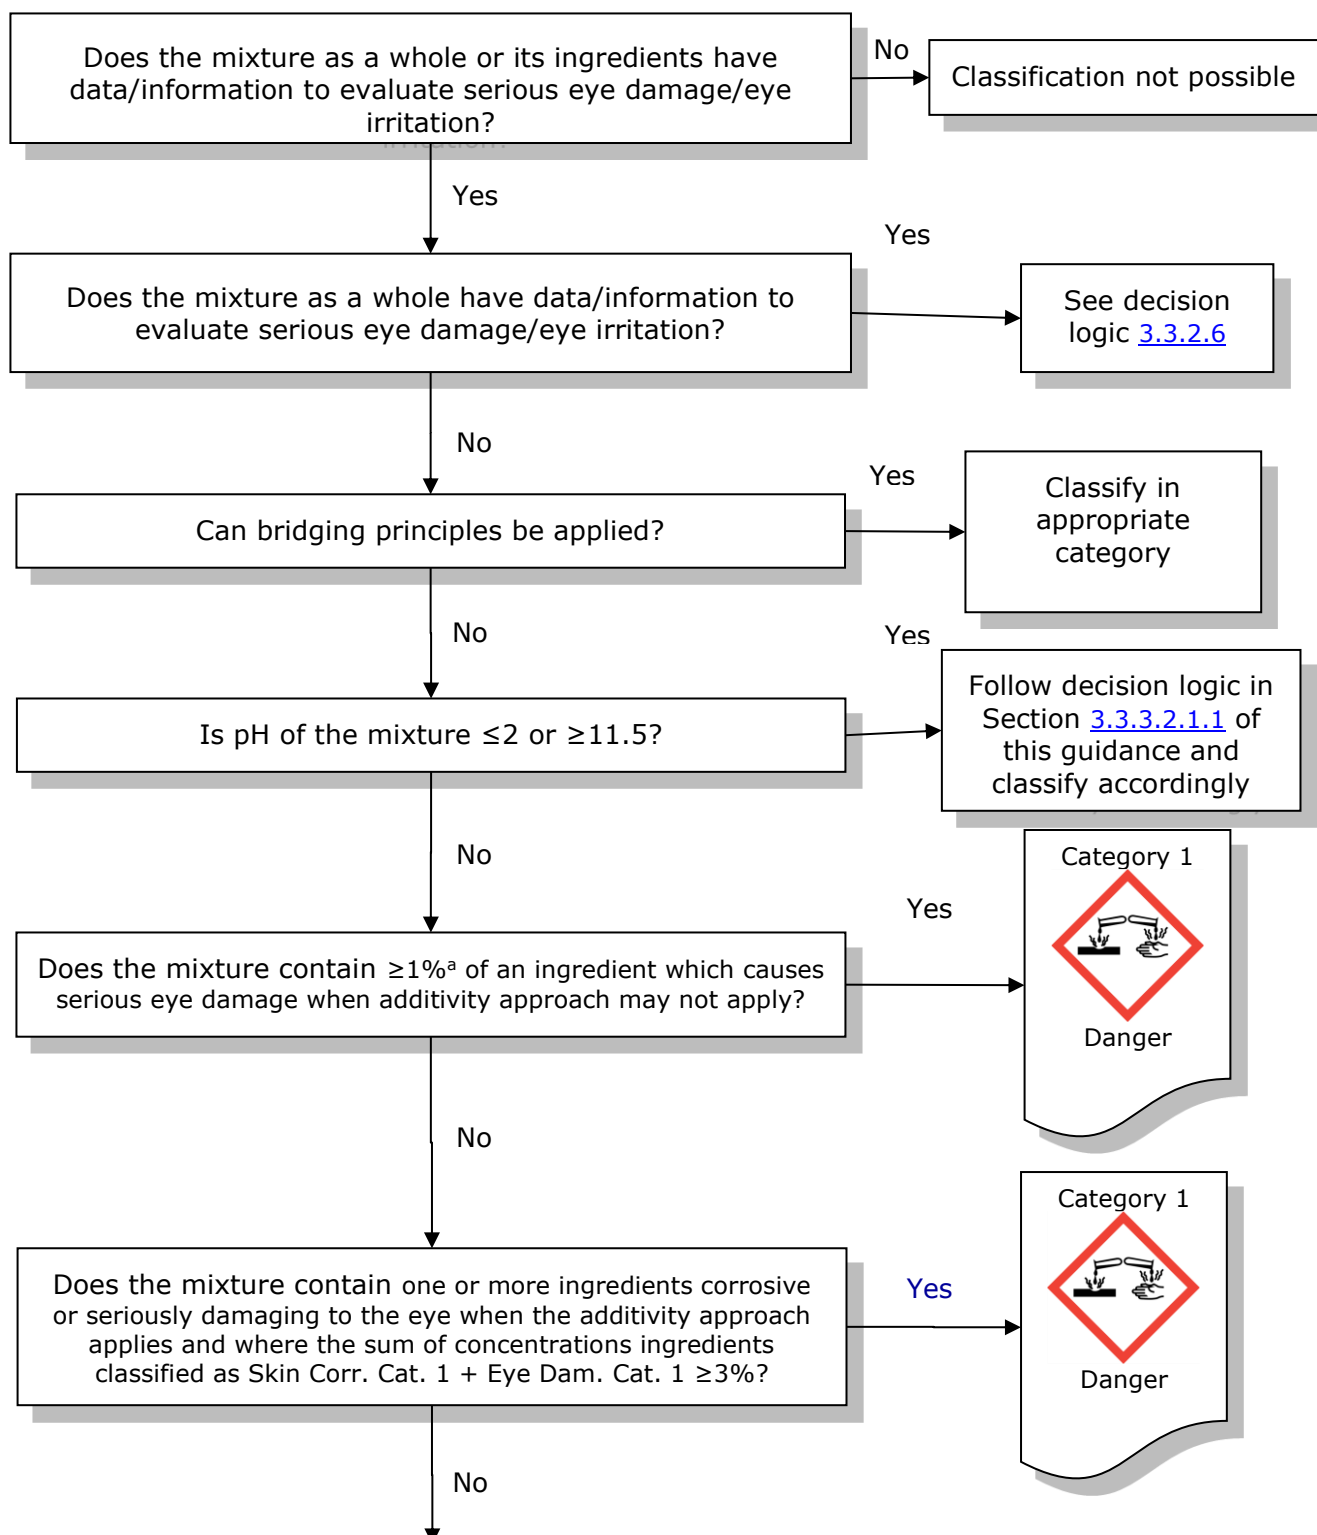 Does the mixture as a whole or its ingredients have
data/information to evaluate serious eye damage/eye
irritation?
No
Classification not possible
Yes
Does the mixture as a whole have data/information to
evaluate serious eye damage/eye irritation?
Yes
See decision
logic 3.3.2.6
No
Can bridging principles be applied?
Yes
Classify in
appropriate
category
No
Is pH of the mixture ≤2 or ≥11.5?
Yes
Follow decision logic in
Section 3.3.3.2.1.1 of
this guidance and
classify accordingly
No
Does the mixture contain ≥1%ᵃ of an ingredient which causes
serious eye damage when additivity approach may not apply?
Yes
Category 1
Danger
No
Does the mixture contain one or more ingredients corrosive
or seriously damaging to the eye when the additivity approach
applies and where the sum of concentrations ingredients
classified as Skin Corr. Cat. 1 + Eye Dam. Cat. 1 ≥3%?
Yes
Category 1
Danger
No